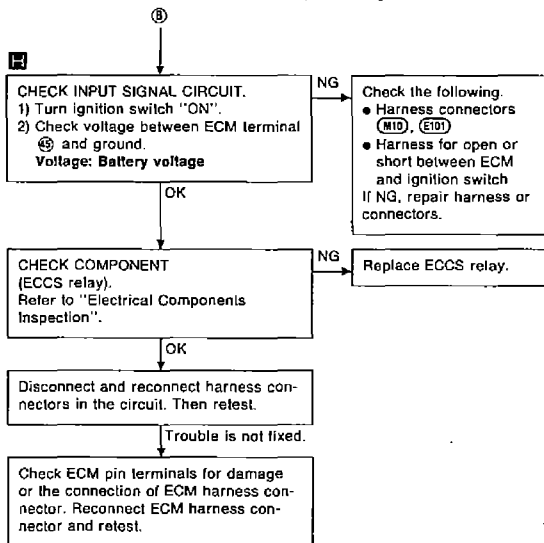 B
H
CHECK INPUT SIGNAL CIRCUIT.
1) Turn ignition switch "ON".
2) Check voltage between ECM terminal
45 and ground.
Voltage: Battery voltage
NG
Check the following.
● Harness connectors
M10, E101
● Harness for open or
short between ECM
and ignition switch
If NG, repair harness or
connectors.
OK
CHECK COMPONENT
(ECCS relay).
Refer to "Electrical Components
Inspection".
NG
Replace ECCS relay.
OK
Disconnect and reconnect harness con-
nectors in the circuit. Then retest.
Trouble is not fixed.
Check ECM pin terminals for damage
or the connection of ECM harness con-
nector. Reconnect ECM harness con-
nector and retest.